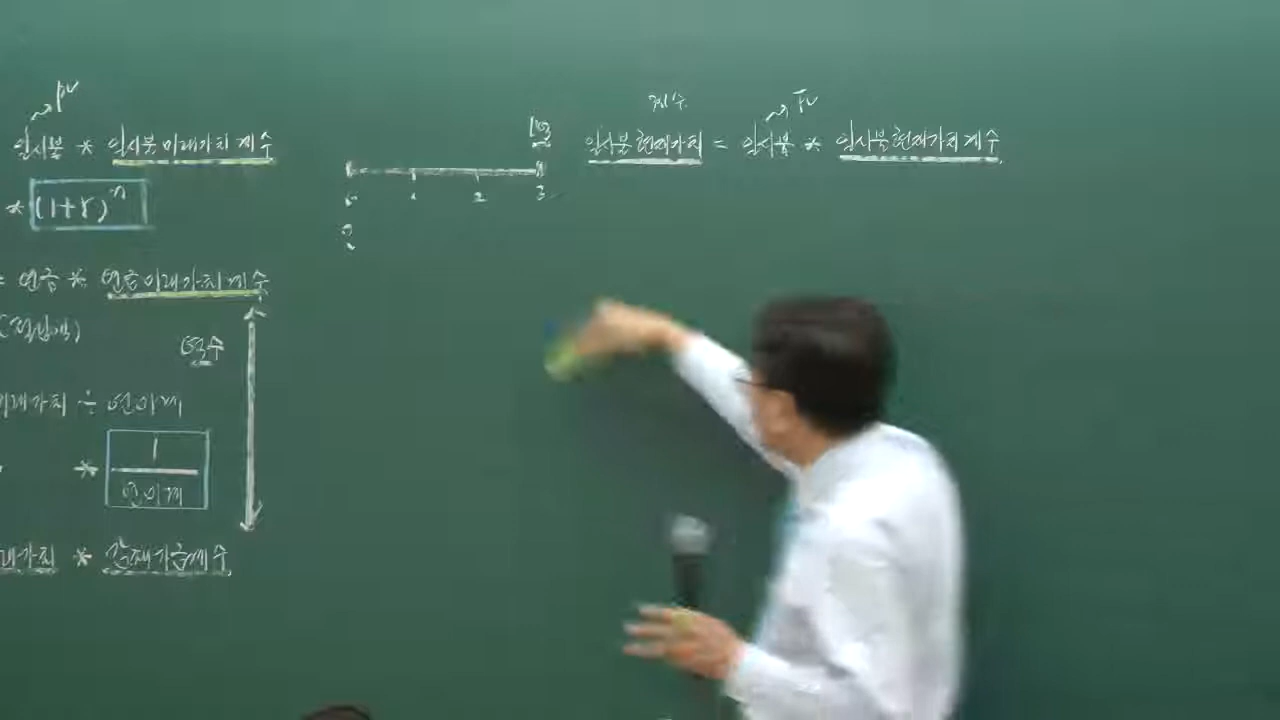 PV
일시불 * 일시불미래가치계수
* (1+r)^n
= 연금 * 연금미래가치계수
(적립액)
역수
미래가치 ÷ 연미계
* 1
연미계
래가치 * 감채기금계수
1억
0 1 2 3
?
계수 FV
일시불현재가치 = 일시불 * 일시불현재가치계수